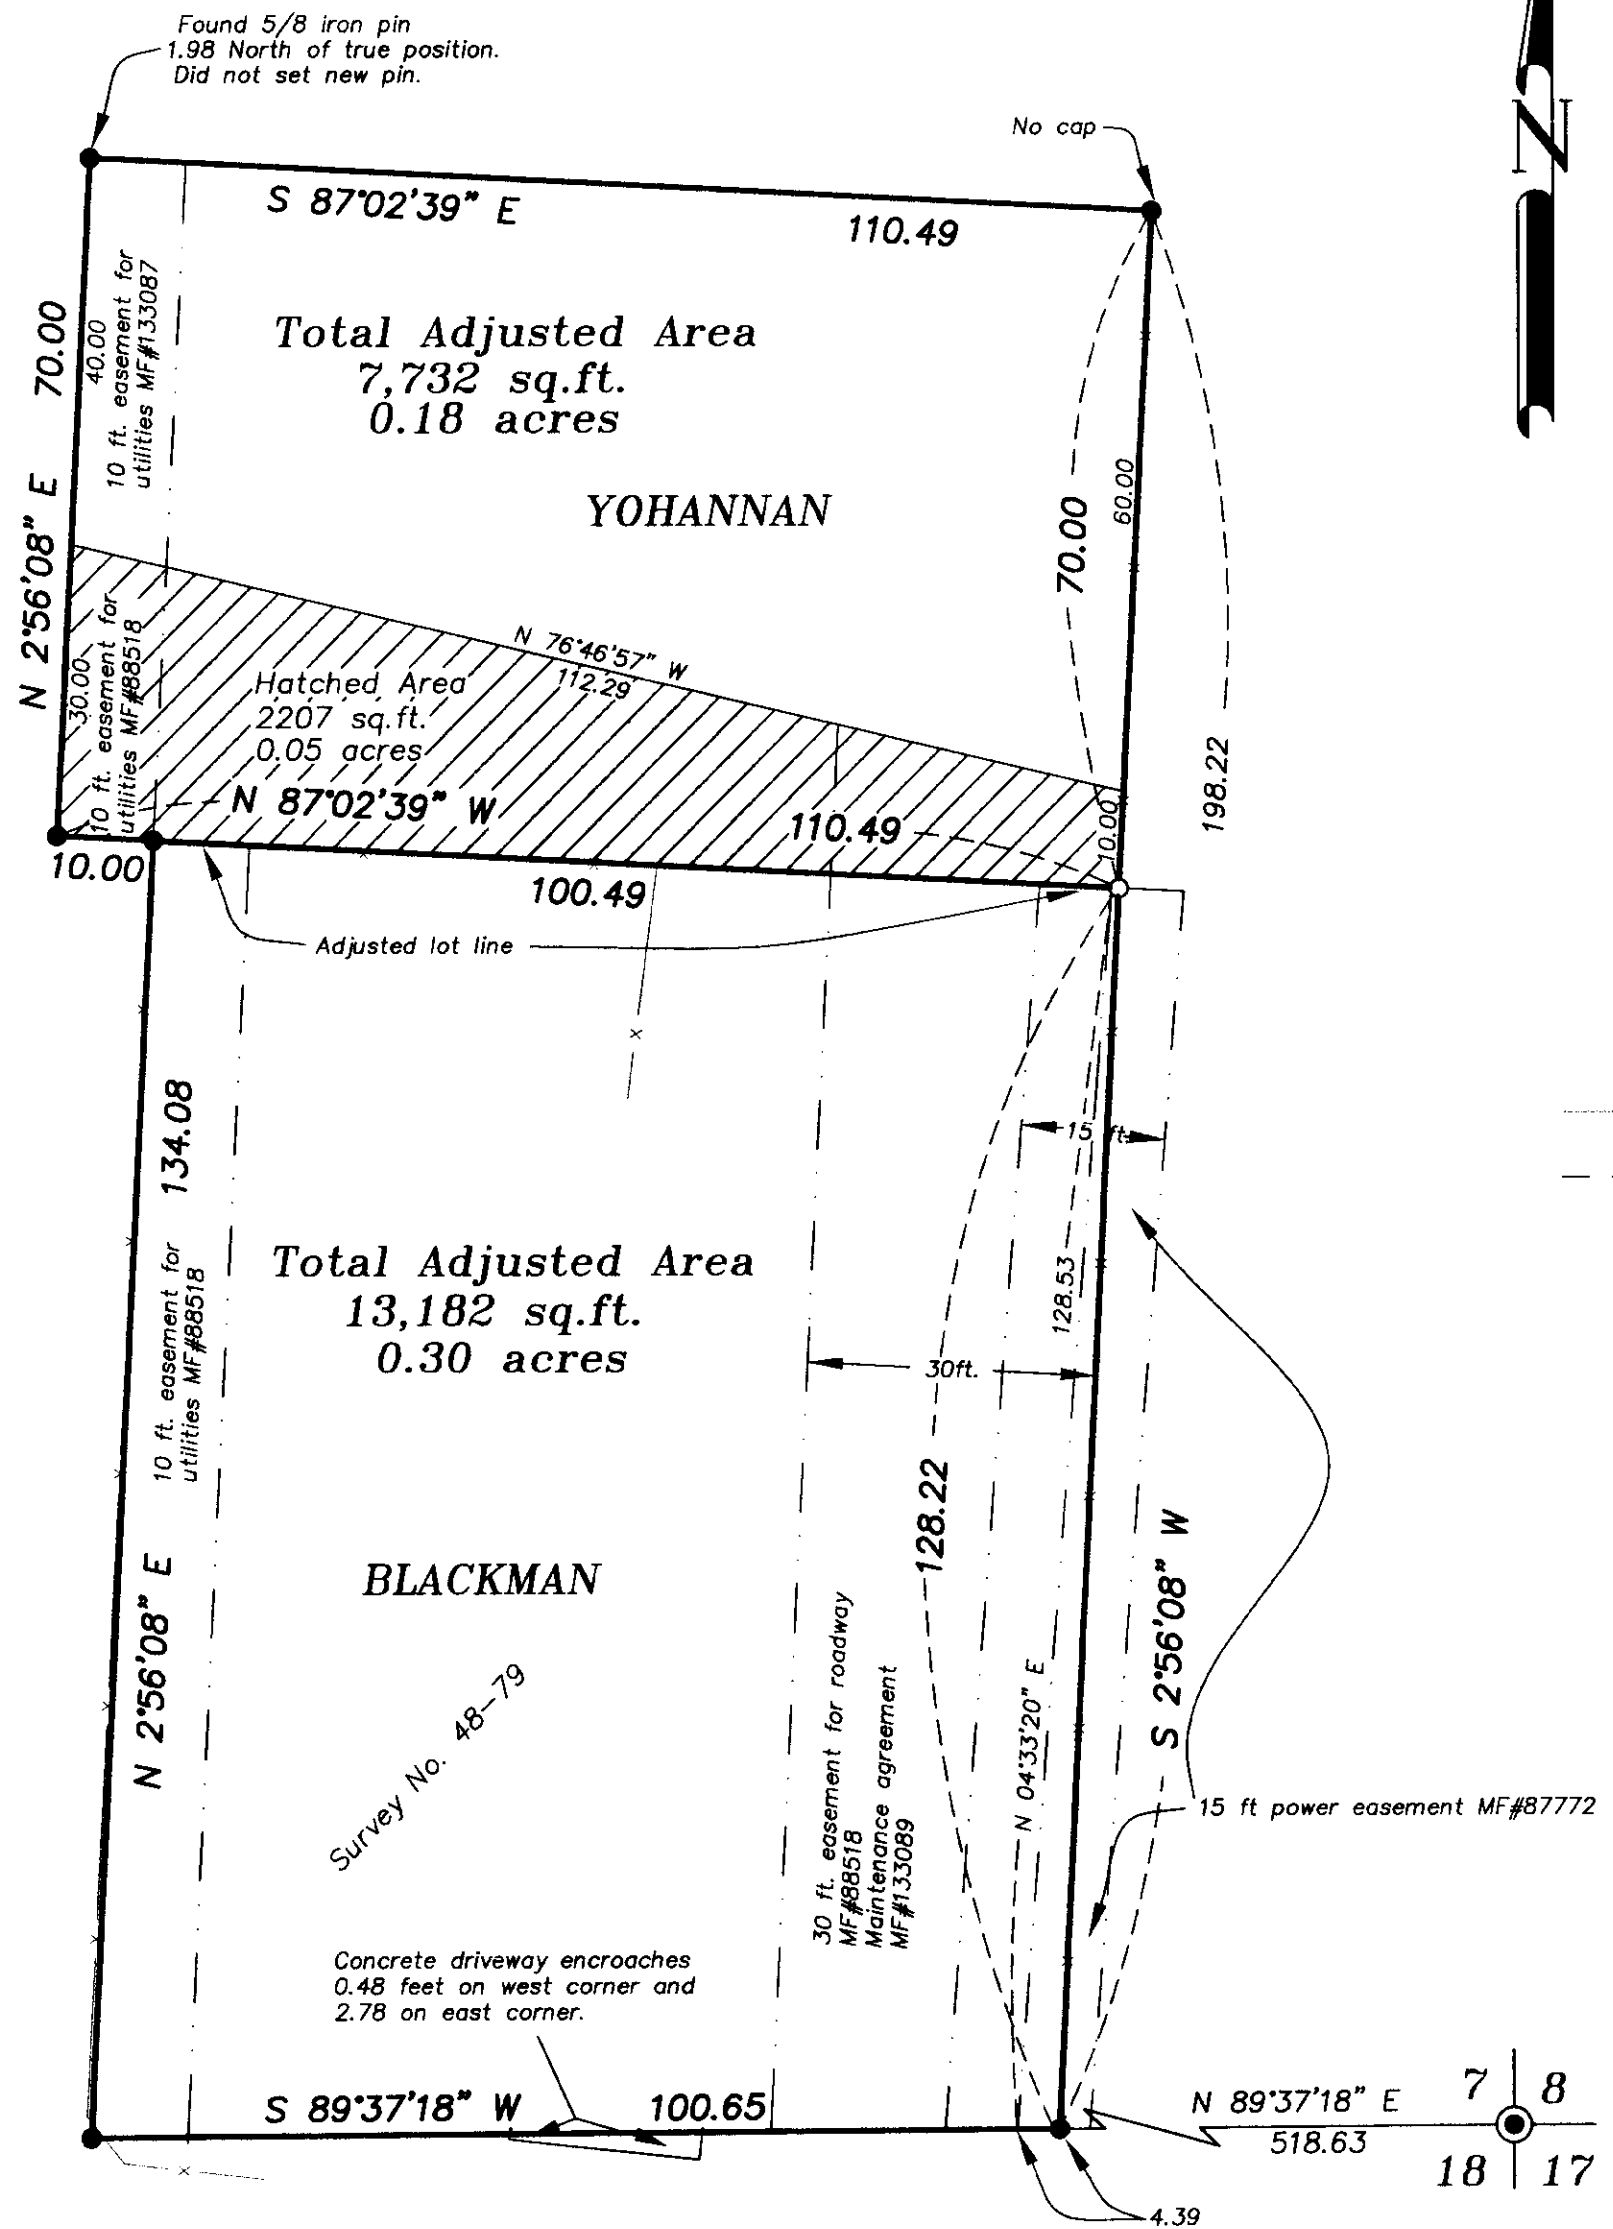 Found 5/8 iron pin
1.98 North of true position.
Did not set new pin.
No cap
N
S 87°02'39" E
110.49
Total Adjusted Area
7,732 sq.ft.
0.18 acres
YOHANNAN
N 2°56'08" E 70.00
40.00
10 ft. easement for
utilities MF#133087
70.00
60.00
198.22
N 76°46'57" W
112.29
30.00
10 ft. easement for
utilities MF#88518
Hatched Area
2207 sq.ft.
0.05 acres
N 87°02'39" W
110.49
10.00
10.00
100.49
Adjusted lot line
15 ft.
134.08
N 2°56'08" E
10 ft. easement for
utilities MF#88518
Total Adjusted Area
13,182 sq.ft.
0.30 acres
30ft.
128.53
128.22
BLACKMAN
Survey No. 48-79
30 ft. easement for roadway
MF#88518
Maintenance agreement
MF#133089
N 04°33'20" E
S 2°56'08" W
15 ft power easement MF#87772
Concrete driveway encroaches
0.48 feet on west corner and
2.78 on east corner.
S 89°37'18" W
100.65
N 89°37'18" E
518.63
7 8
18 17
4.39